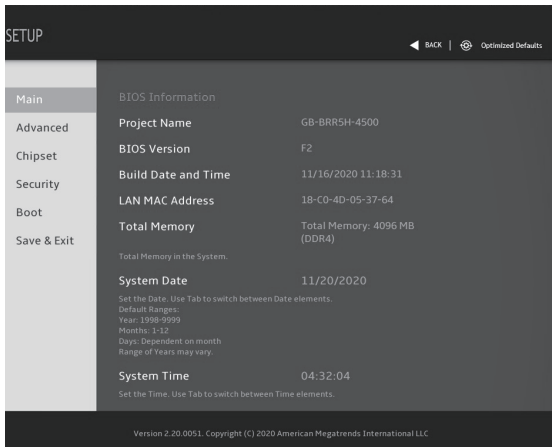 SETUP
BACK | Optimized Defaults
Main
Advanced
Chipset
Security
Boot
Save & Exit
BIOS Information
Project Name GB-BRR5H-4500
BIOS Version F2
Build Date and Time 11/16/2020 11:18:31
LAN MAC Address 18-C0-4D-05-37-64
Total Memory Total Memory: 4096 MB
(DDR4)
Total Memory in the System.
System Date 11/20/2020
Set the Date. Use Tab to switch between Date elements.
Default Ranges:
Year: 1998-9999
Months: 1-12
Days: Dependent on month
Range of Years may vary.
System Time 04:32:04
Set the Time. Use Tab to switch between Time elements.
Version 2.20.0051. Copyright (C) 2020 American Megatrends International LLC